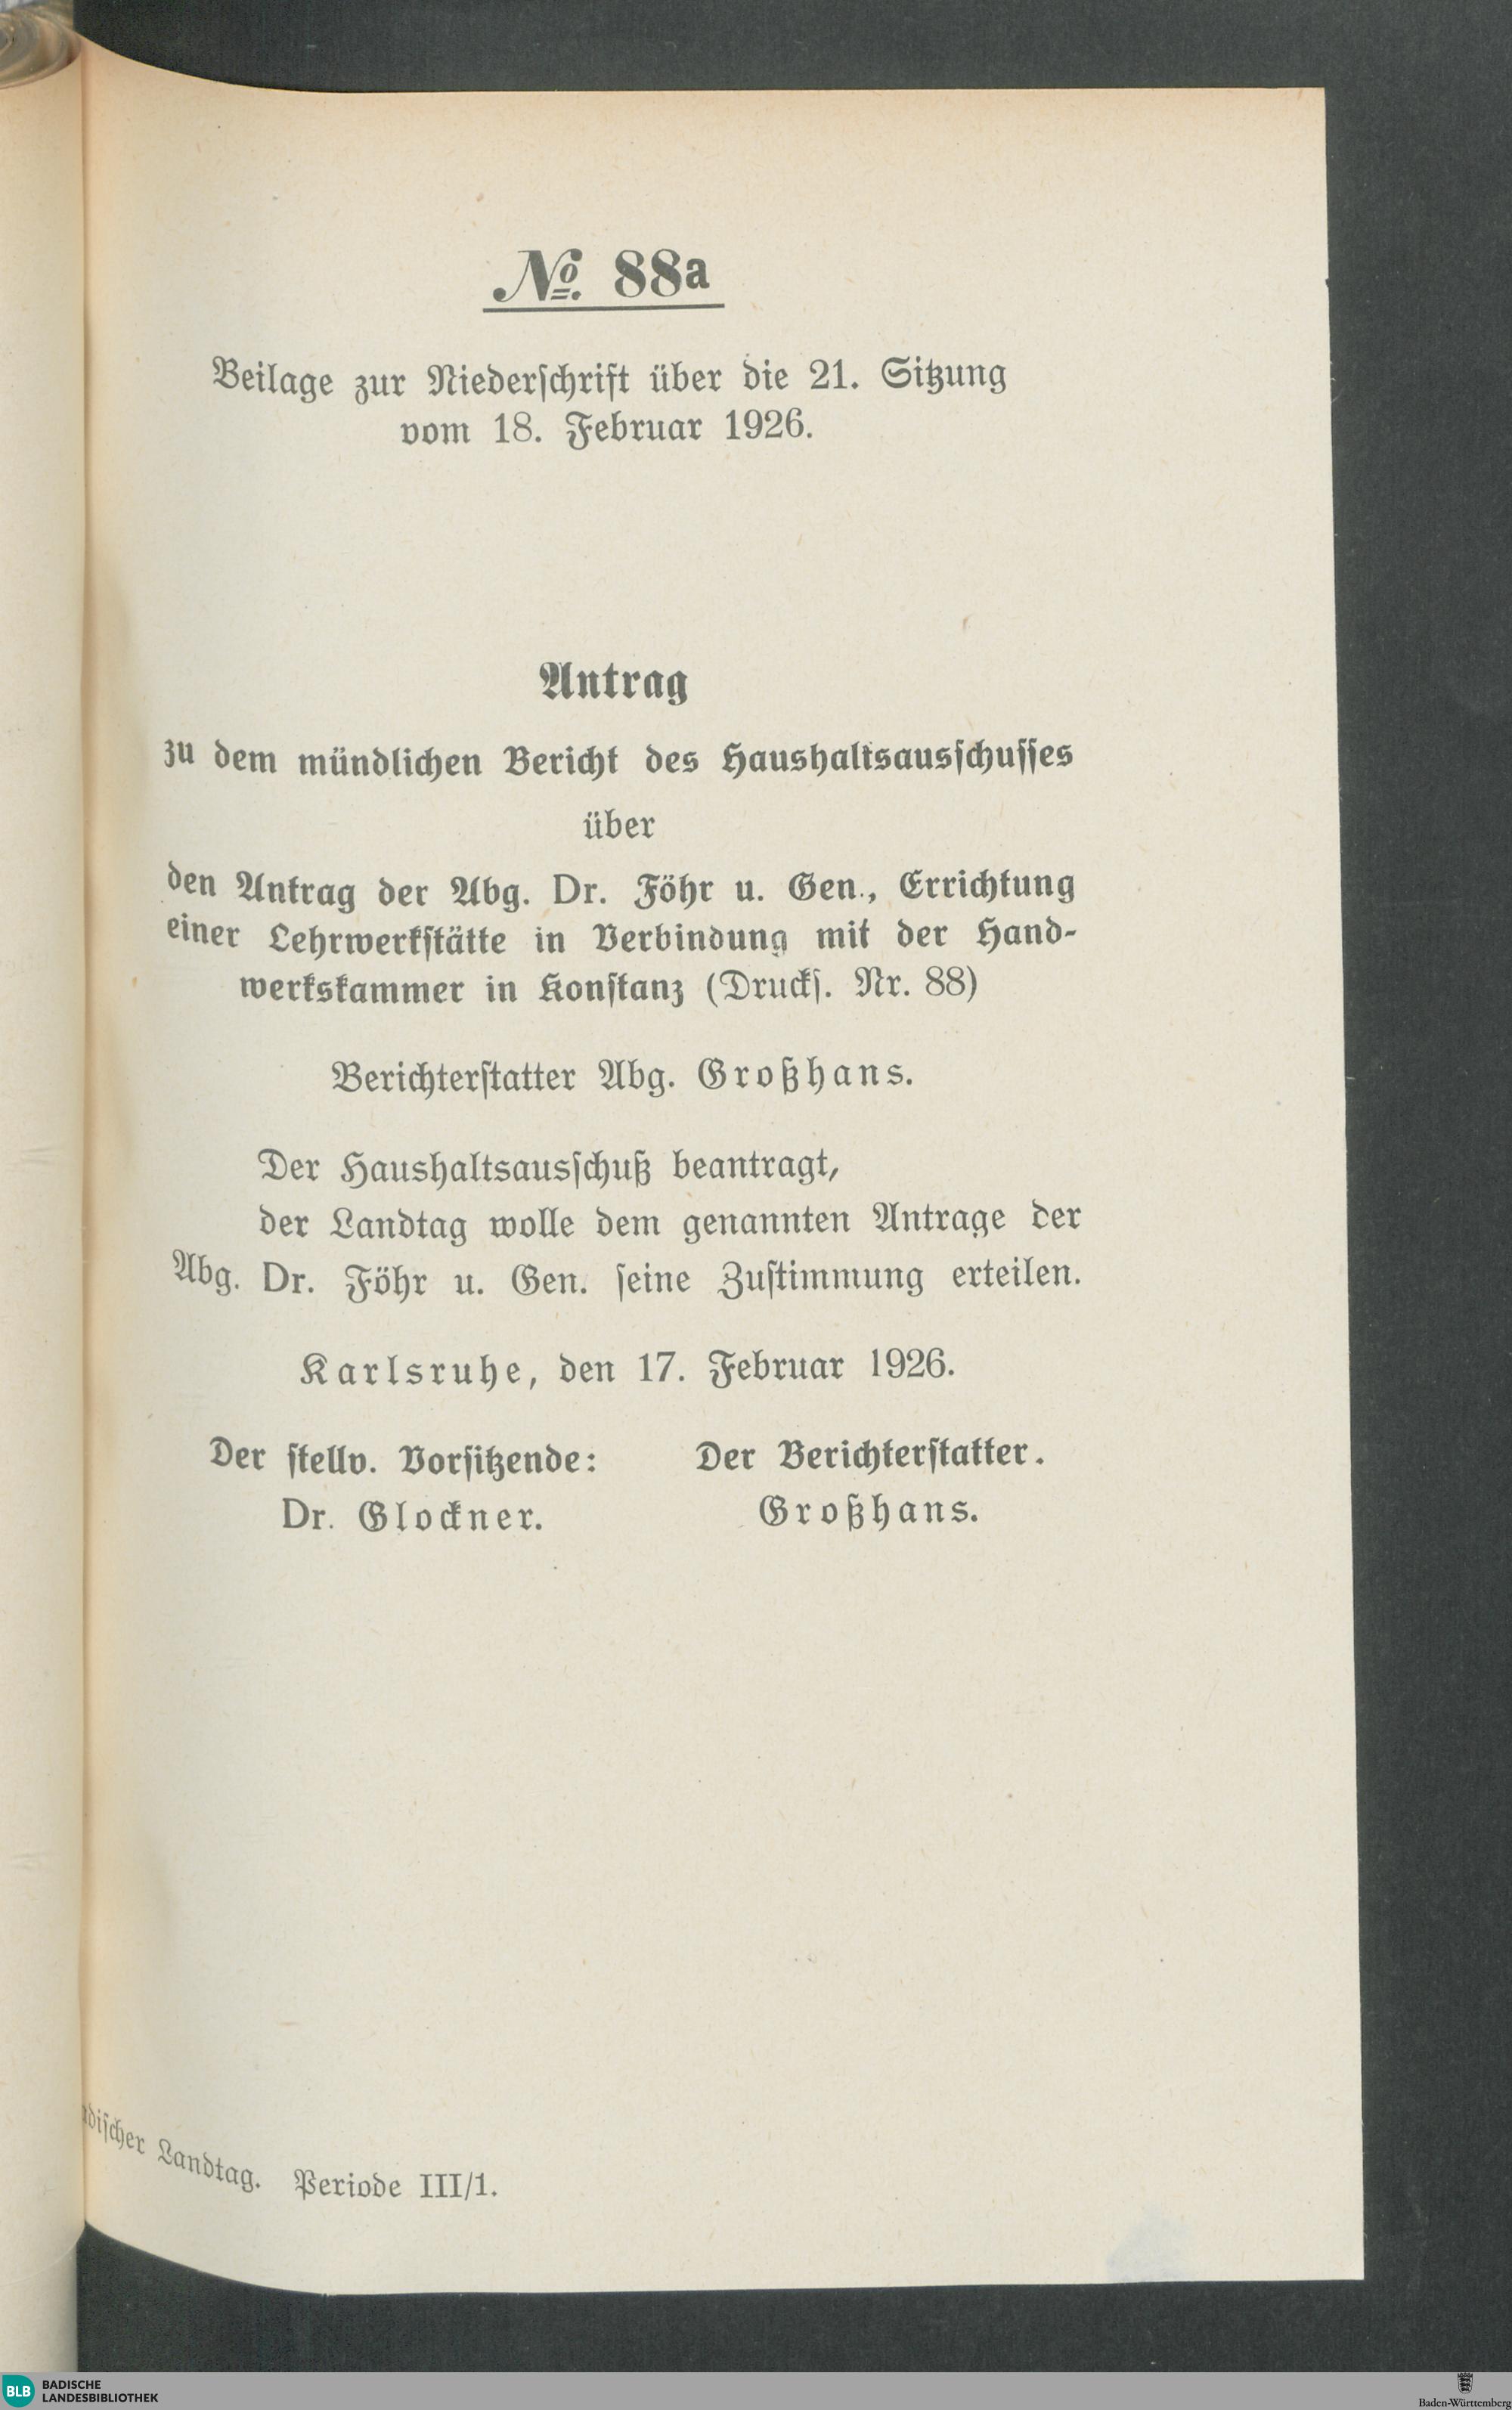 №. 88a
Beilage zur Niederschrift über die 21. Sitzung
vom 18. Februar 1926.
Antrag
zu dem mündlichen Bericht des Haushaltsausschusses
über
den Antrag der Abg. Dr. Föhr u. Gen., Errichtung
einer Lehrwerkstätte in Verbindung mit der Hand-
werkskammer in Konstanz (Drucks. Nr. 88)
Berichterstatter Abg. Großhans.
Der Haushaltsausschuß beantragt,
der Landtag wolle dem genannten Antrage der
Abg. Dr. Föhr u. Gen. seine Zustimmung erteilen.
Karlsruhe, den 17. Februar 1926.
Der stellv. Vorsitzende: Der Berichterstatter.
Dr. Glockner. Großhans.
discher Landtag. Periode III/1.
BLB BADISCHE
LANDESBIBLIOTHEK
Baden-Württemberg